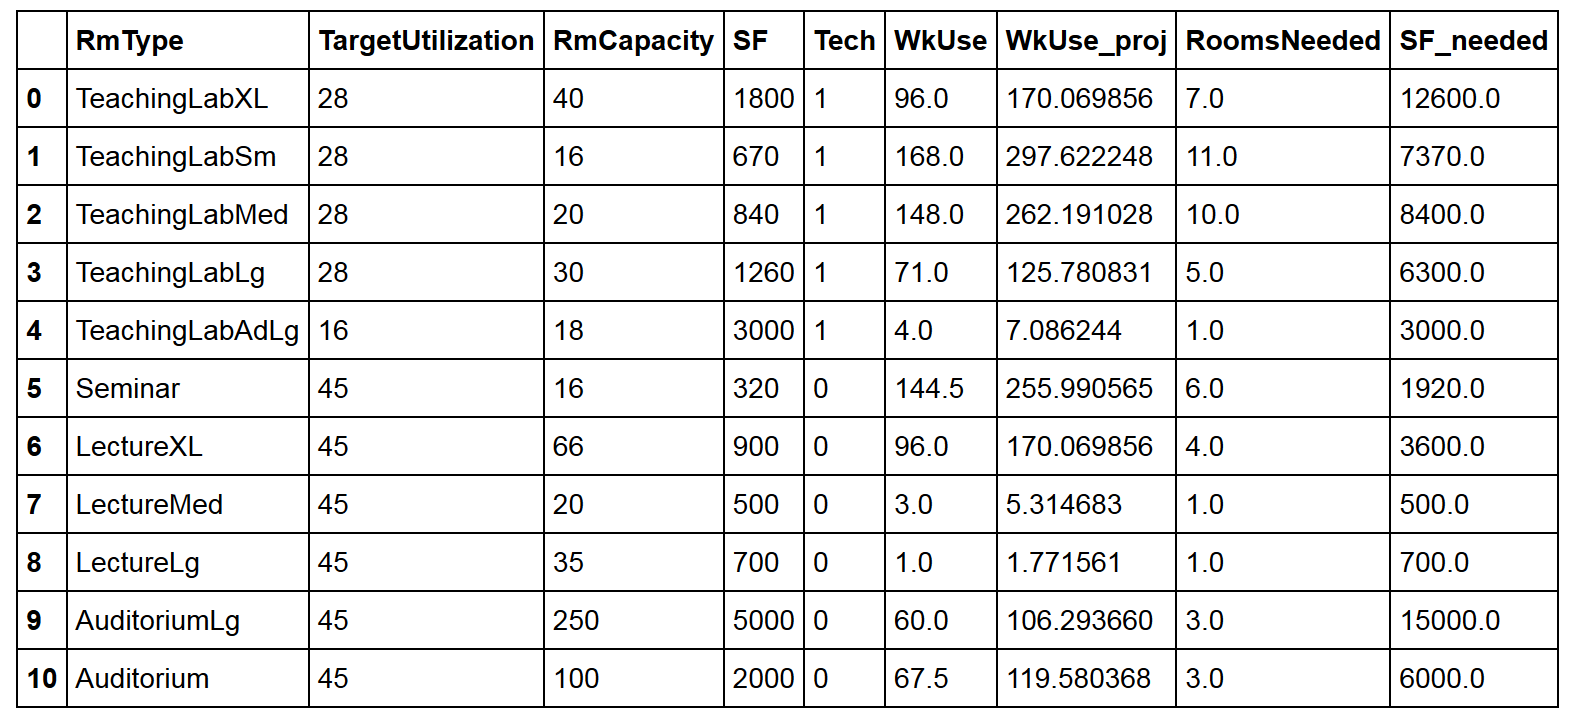 RmType TargetUtilization RmCapacity SF Tech WkUse WkUse_proj RoomsNeeded SF_needed
0 TeachingLabXL 28 40 1800 1 96.0 170.069856 7.0 12600.0
1 TeachingLabSm 28 16 670 1 168.0 297.622248 11.0 7370.0
2 TeachingLabMed 28 20 840 1 148.0 262.191028 10.0 8400.0
3 TeachingLabLg 28 30 1260 1 71.0 125.780831 5.0 6300.0
4 TeachingLabAdLg 16 18 3000 1 4.0 7.086244 1.0 3000.0
5 Seminar 45 16 320 0 144.5 255.990565 6.0 1920.0
6 LectureXL 45 66 900 0 96.0 170.069856 4.0 3600.0
7 LectureMed 45 20 500 0 3.0 5.314683 1.0 500.0
8 LectureLg 45 35 700 0 1.0 1.771561 1.0 700.0
9 AuditoriumLg 45 250 5000 0 60.0 106.293660 3.0 15000.0
10 Auditorium 45 100 2000 0 67.5 119.580368 3.0 6000.0